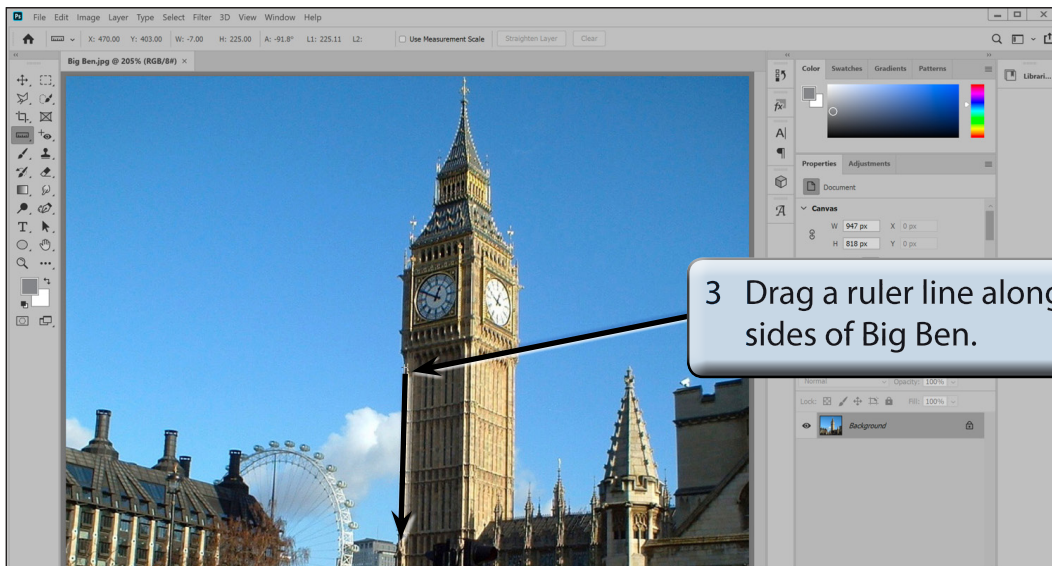 Ps File Edit Image Layer Type Select Filter 3D View Window Help
X: 470.00 Y: 403.00 W: -7.00 H: 225.00 A: -91.8° L1: 225.11 L2: Use Measurement Scale Straighten Layer Clear
Big Ben.jpg @ 205% (RGB/8#) ×
Color Swatches Gradients Patterns
Librari...
Properties Adjustments
Document
Canvas
W 947 px X 0 px
H 818 px Y 0 px
3 Drag a ruler line along
sides of Big Ben.
Normal Opacity: 100%
Lock: Fill: 100%
Background